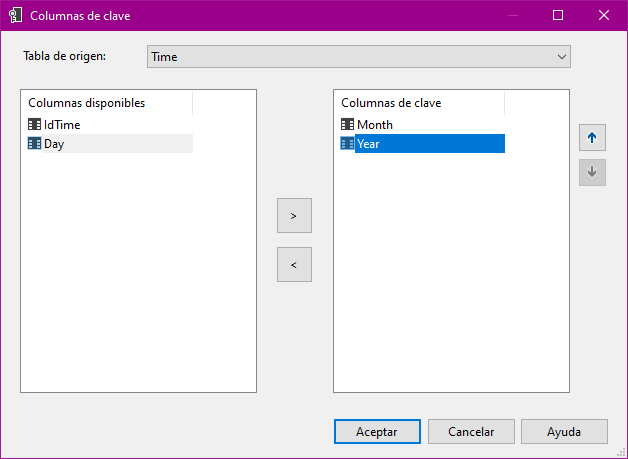 Columnas de clave
Tabla de origen:
Time
Columnas disponibles
IdTime
Day
>
<
Columnas de clave
Month
Year
Aceptar
Cancelar
Ayuda